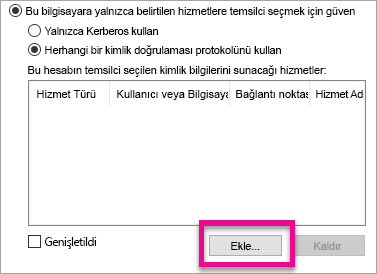 Bu bilgisayara yalnızca belirtilen hizmetlere temsilci seçmek için güven
Yalnızca Kerberos kullan
Herhangi bir kimlik doğrulaması protokolünü kullan
Bu hesabın temsilci seçilen kimlik bilgilerini sunacağı hizmetler:
Hizmet Türü Kullanıcı veya Bilgisaya Bağlantı noktas Hizmet Ad
Genişletildi Ekle... Kaldır